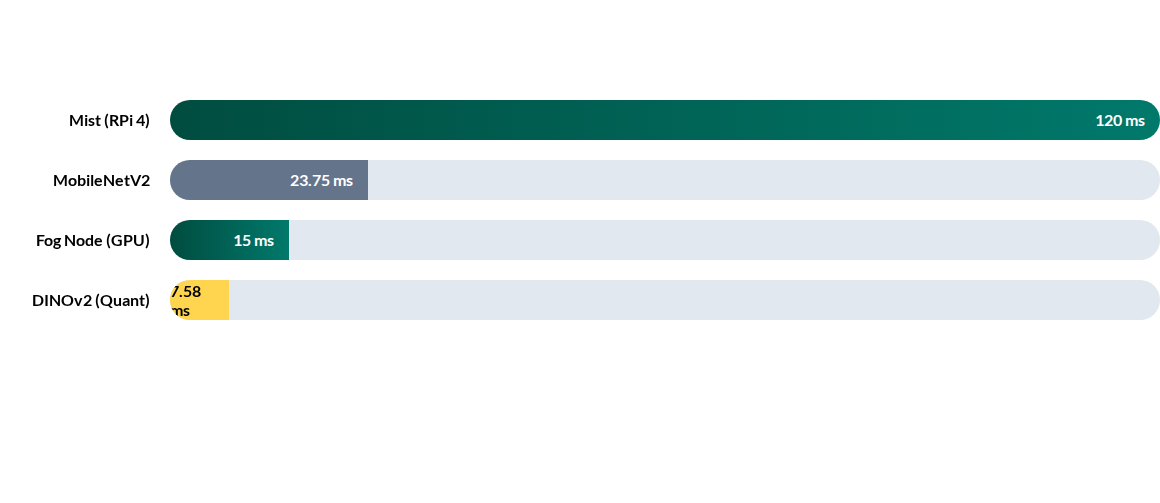 Mist (RPi 4)
120 ms
MobileNetV2
23.75 ms
Fog Node (GPU)
15 ms
DINOv2 (Quant)
7.58
ms